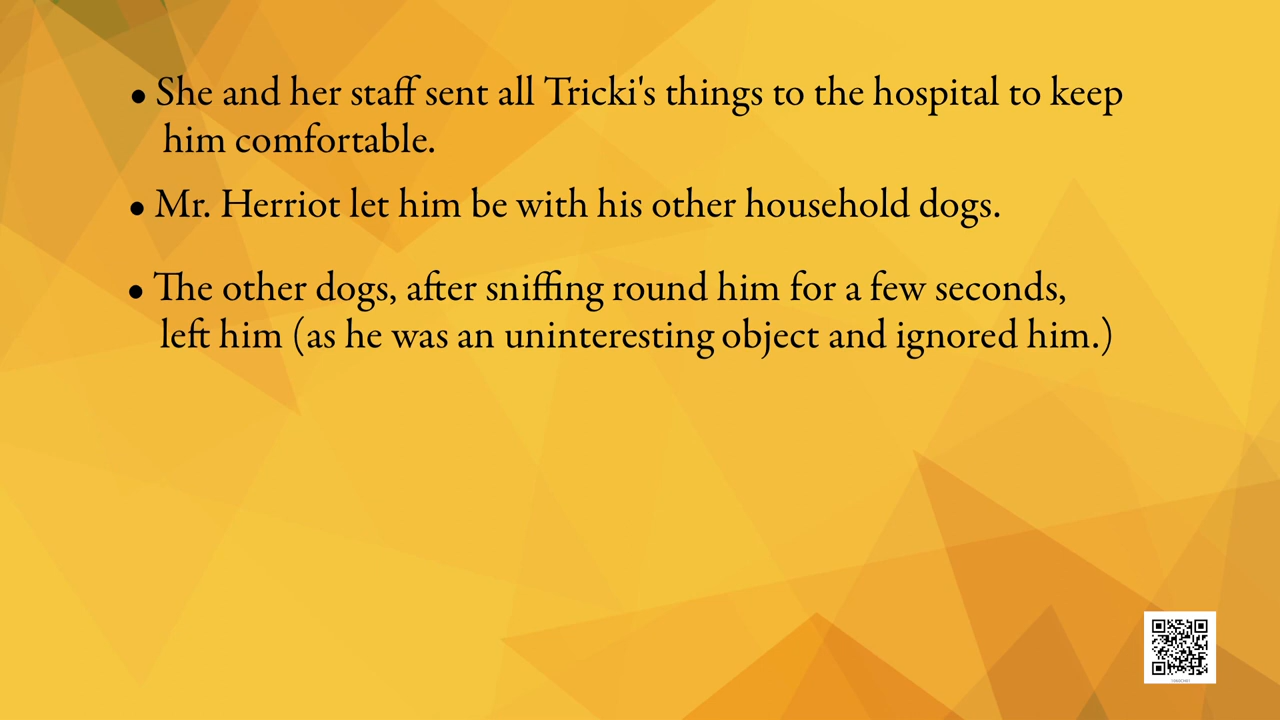 • She and her staff sent all Tricki's things to the hospital to keep
him comfortable.
• Mr. Herriot let him be with his other household dogs.
• The other dogs, after sniffing round him for a few seconds,
left him (as he was an uninteresting object and ignored him.)